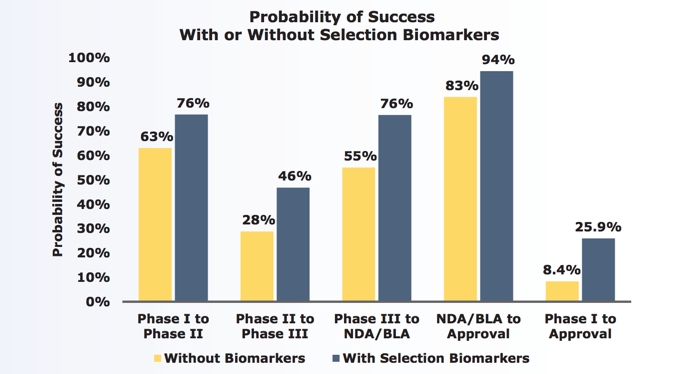 Probability of Success
With or Without Selection Biomarkers
Probability of Success
100%
90%
80%
70%
60%
50%
40%
30%
20%
10%
0%
63%
76%
28%
46%
55%
76%
83%
94%
8.4%
25.9%
Phase I to
Phase II
Phase II to
Phase III
Phase III to
NDA/BLA
NDA/BLA to
Approval
Phase I to
Approval
Without Biomarkers
With Selection Biomarkers